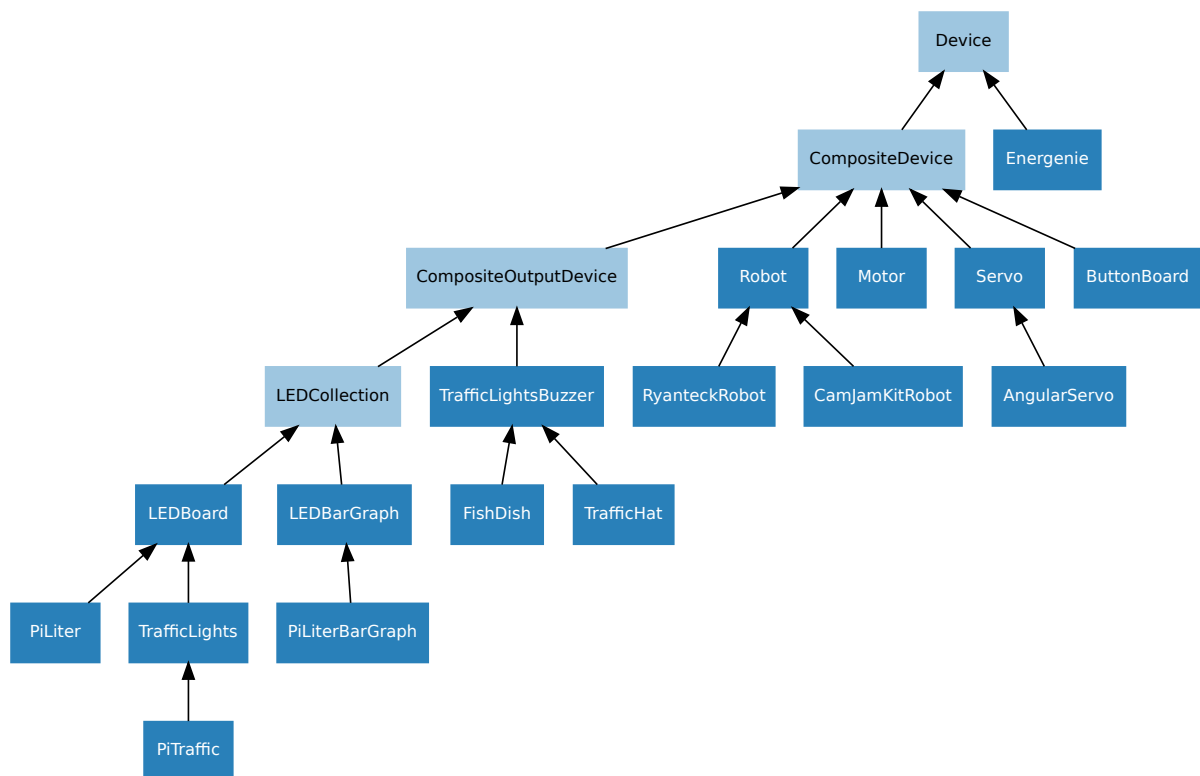 Device
CompositeDevice
Energenie
CompositeOutputDevice
Robot
Motor
Servo
ButtonBoard
LEDCollection
TrafficLightsBuzzer
RyanteckRobot
CamJamKitRobot
AngularServo
LEDBoard
LEDBarGraph
FishDish
TrafficHat
PiLiter
TrafficLights
PiLiterBarGraph
PiTraffic